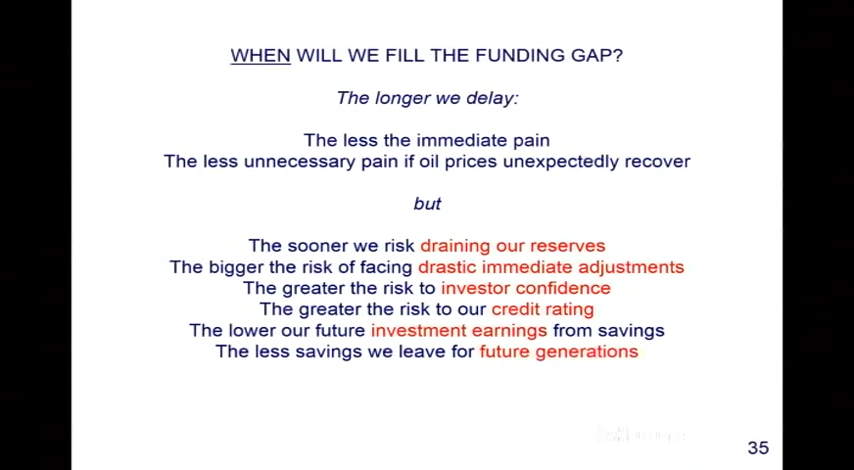 WHEN WILL WE FILL THE FUNDING GAP?
The longer we delay:
The less the immediate pain
The less unnecessary pain if oil prices unexpectedly recover
but
The sooner we risk draining our reserves
The bigger the risk of facing drastic immediate adjustments
The greater the risk to investor confidence
The greater the risk to our credit rating
The lower our future investment earnings from savings
The less savings we leave for future generations
35